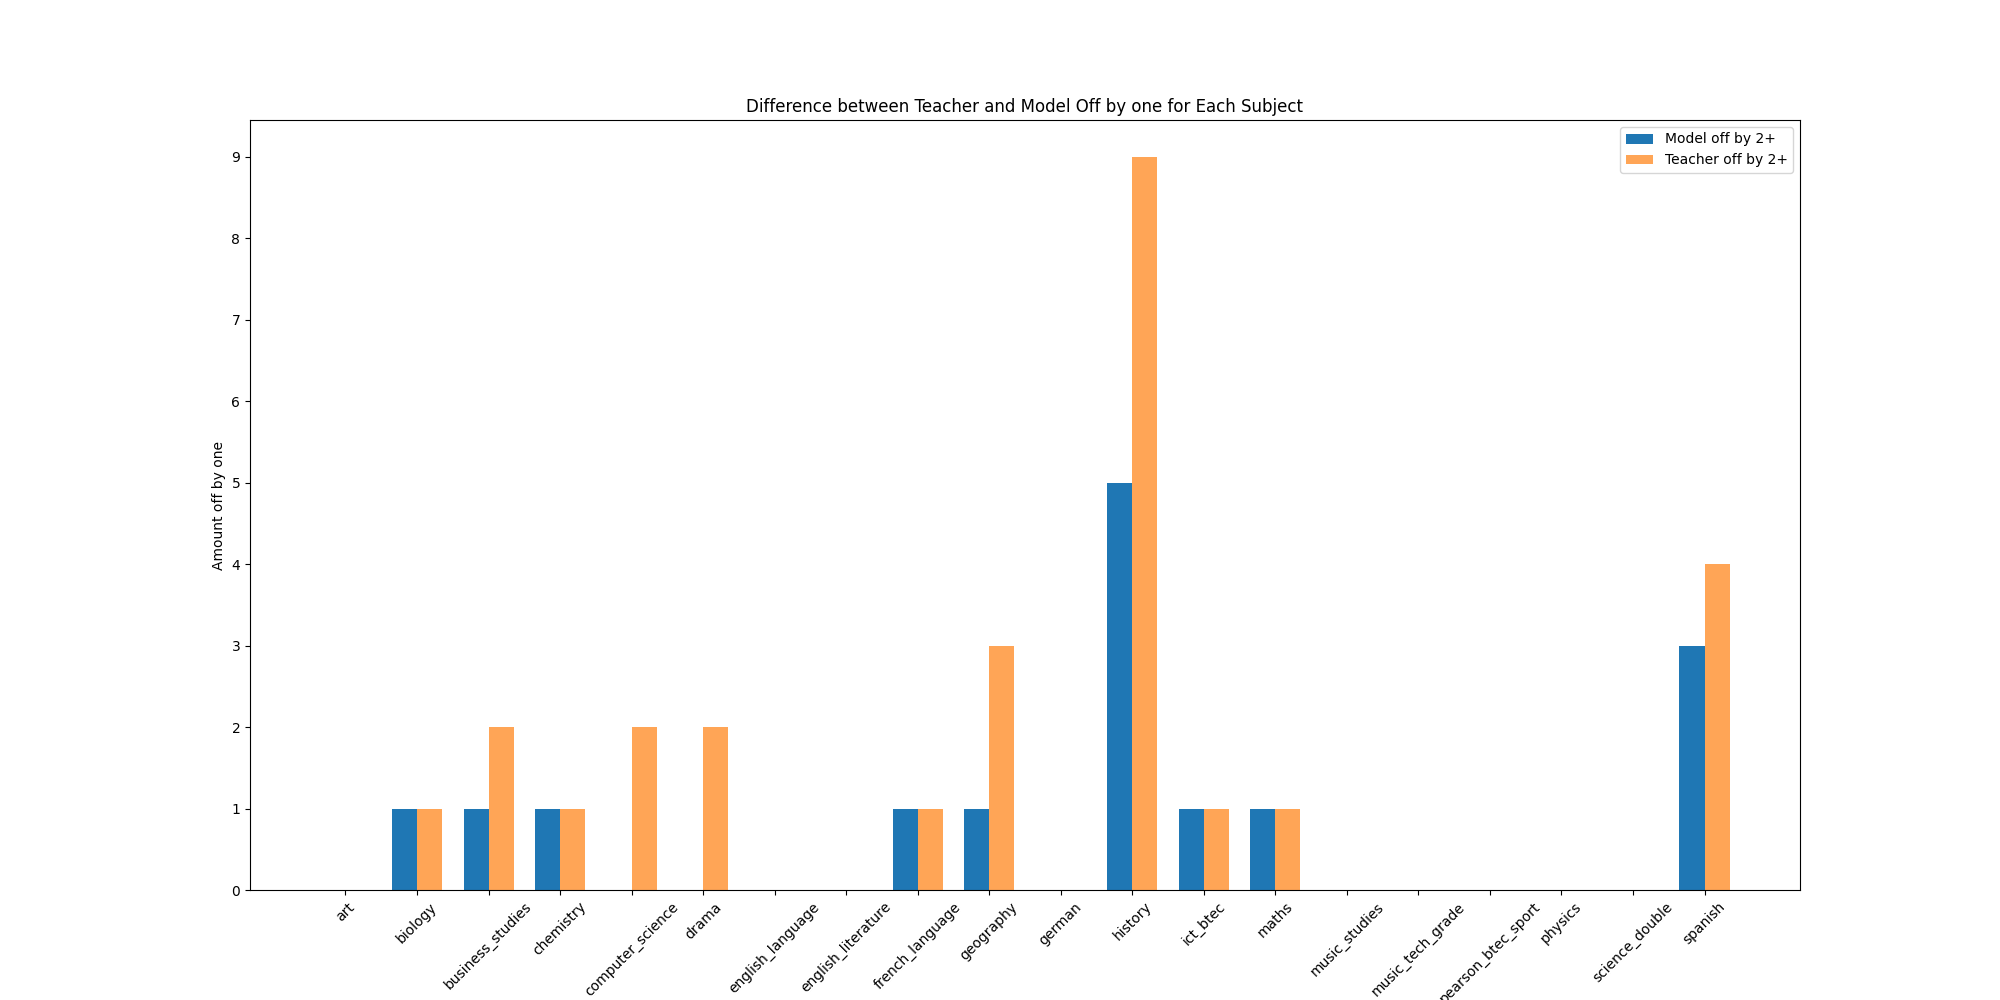 Difference between Teacher and Model Off by one for Each Subject
Model off by 2+
Teacher off by 2+
Amount off by one
9
8
7
6
5
4
3
2
1
0
art
biology
business_studies
chemistry
computer_science
drama
english_language
english_literature
french_language
geography
german
history
ict_btec
maths
music_studies
music_tech_grade
pearson_btec_sport
physics
science_double
spanish